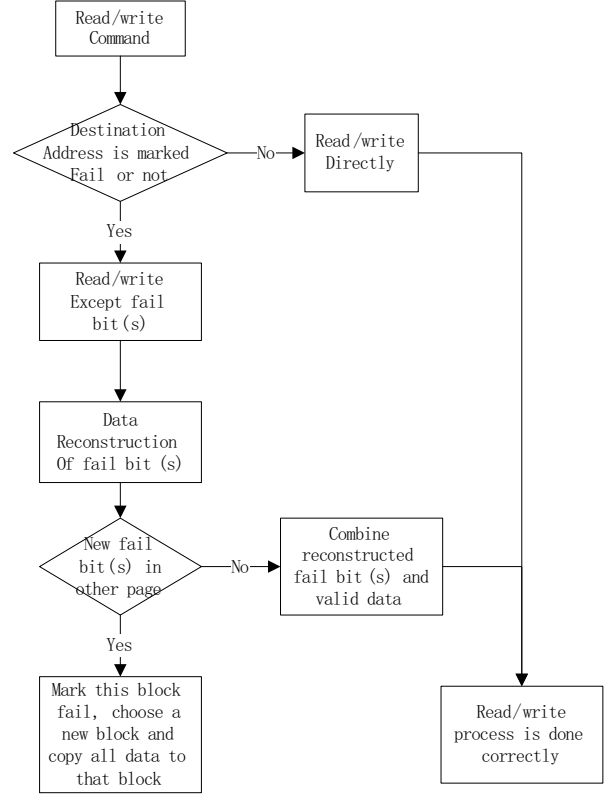 Read/write
Command
Destination
Address is marked
Fail or not
No
Read/write
Directly
Yes
Read/write
Except fail
bit(s)
Data
Reconstruction
Of fail bit(s)
New fail
bit(s) in
other page
No
Combine
reconstructed
fail bit(s) and
valid data
Yes
Mark this block
fail, choose a
new block and
copy all data to
that block
Read/write
process is done
correctly